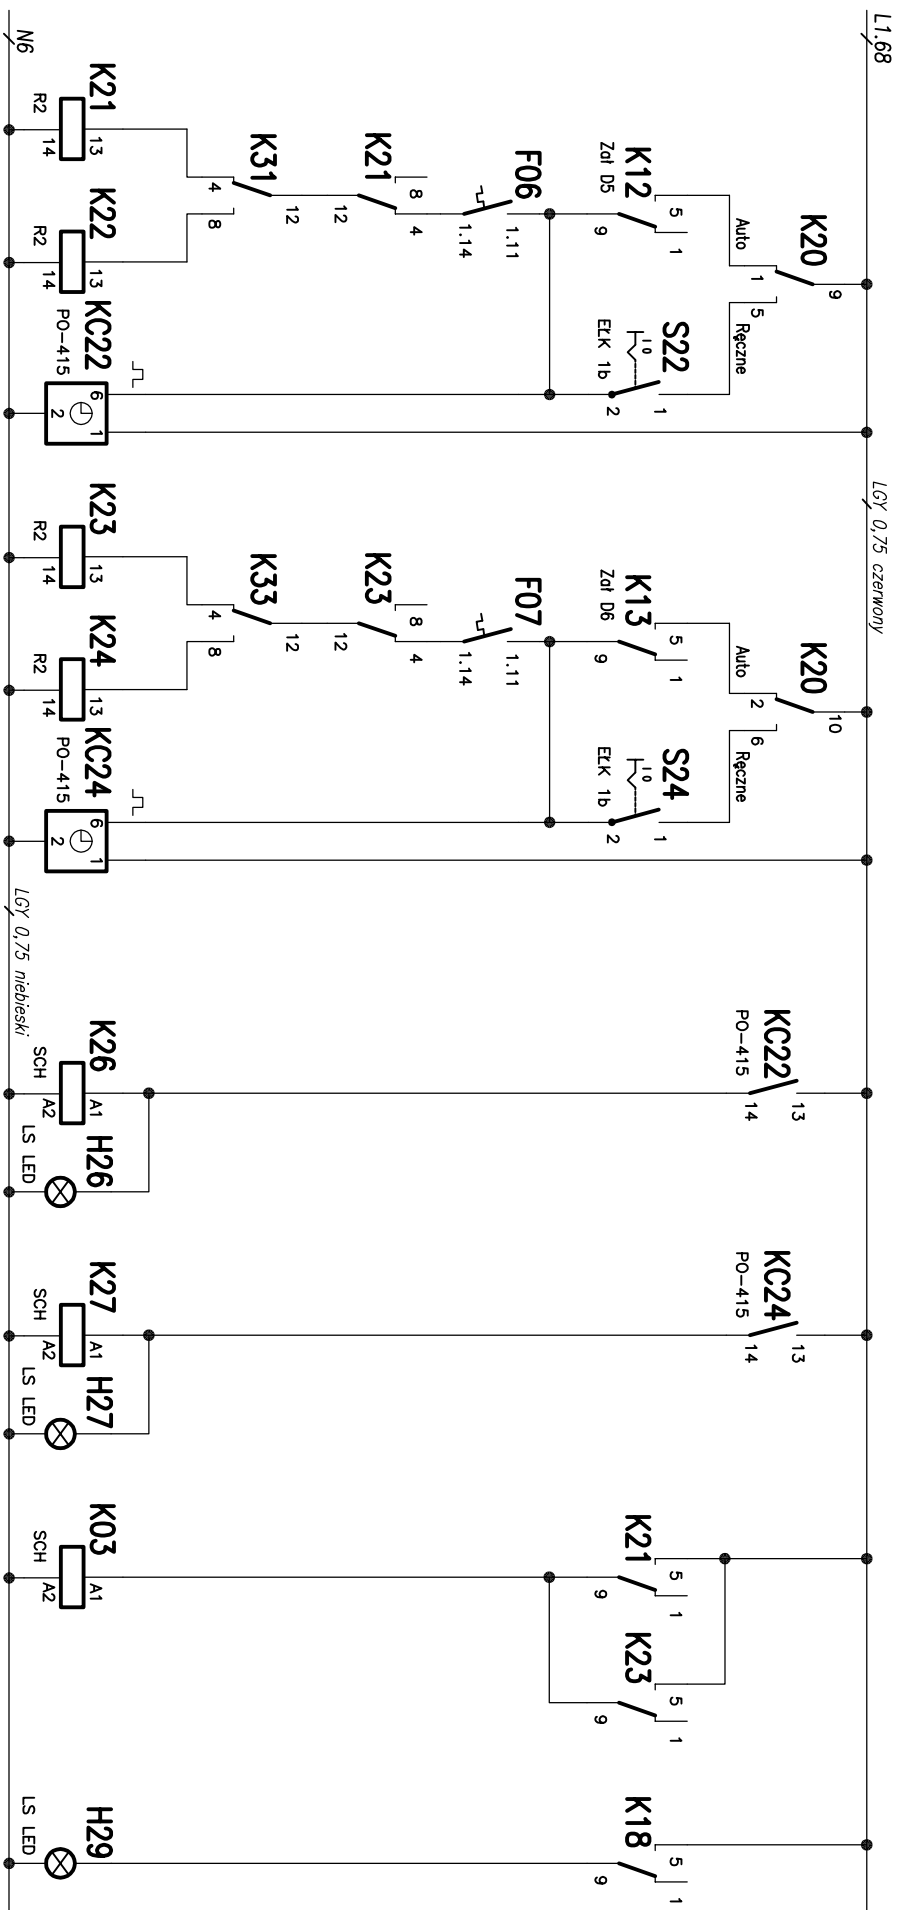 L1.68
LGY 0,75 czerwony
K20
9
1
5
Auto
Ręczne
K12
Zał D5
5
1
9
S22
I 0
EŁK 1b
1
2
F06
1.11
1.14
K21
8
4
12
K31
12
4
8
K21
R2
13
14
K22
R2
13
14
KC22
PO-415
6
1
2
K20
10
2
6
Auto
Ręczne
K13
Zał D6
5
1
9
S24
I 0
EŁK 1b
1
2
F07
1.11
1.14
K23
8
4
12
K33
12
4
8
K23
R2
13
14
K24
R2
13
14
KC24
PO-415
6
1
2
KC22
PO-415
13
14
K26
SCH
A1
A2
H26
LS LED
KC24
PO-415
13
14
K27
SCH
A1
A2
H27
LS LED
K21
5
1
9
K23
5
1
9
K03
SCH
A1
A2
K18
5
1
9
H29
LS LED
N6
LGY 0,75 niebieski